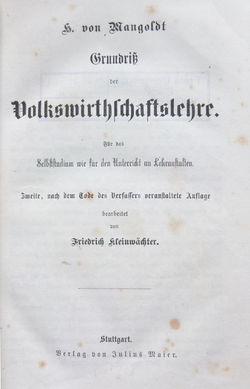 H. von Mangoldt
Grundriß
der
Volkswirthschaftslehre.
Für das
Selbststudium wie für den Unterricht an Lehranstalten.
Zweite, nach dem Tode des Verfassers veranstaltete Auflage
bearbeitet
von
Friedrich Kleinwächter.
Stuttgart.
Verlag von Julius Maier.